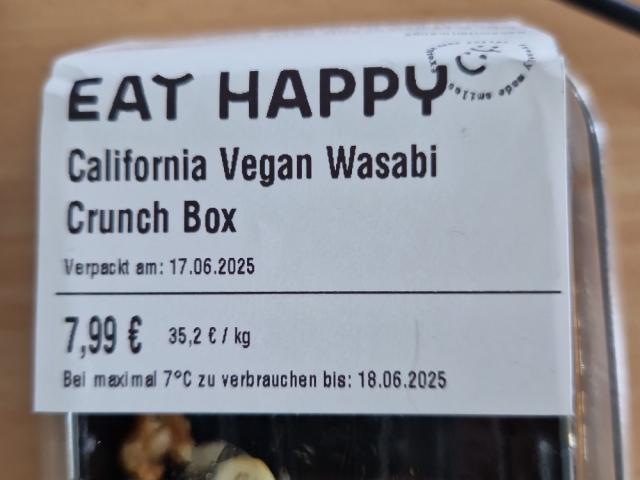 EAT HAPPY
California Vegan Wasabi
Crunch Box
Verpackt am: 17.06.2025
7,99 € 35,2 € / kg
Bei maximal 7°C zu verbrauchen bis: 18.06.2025